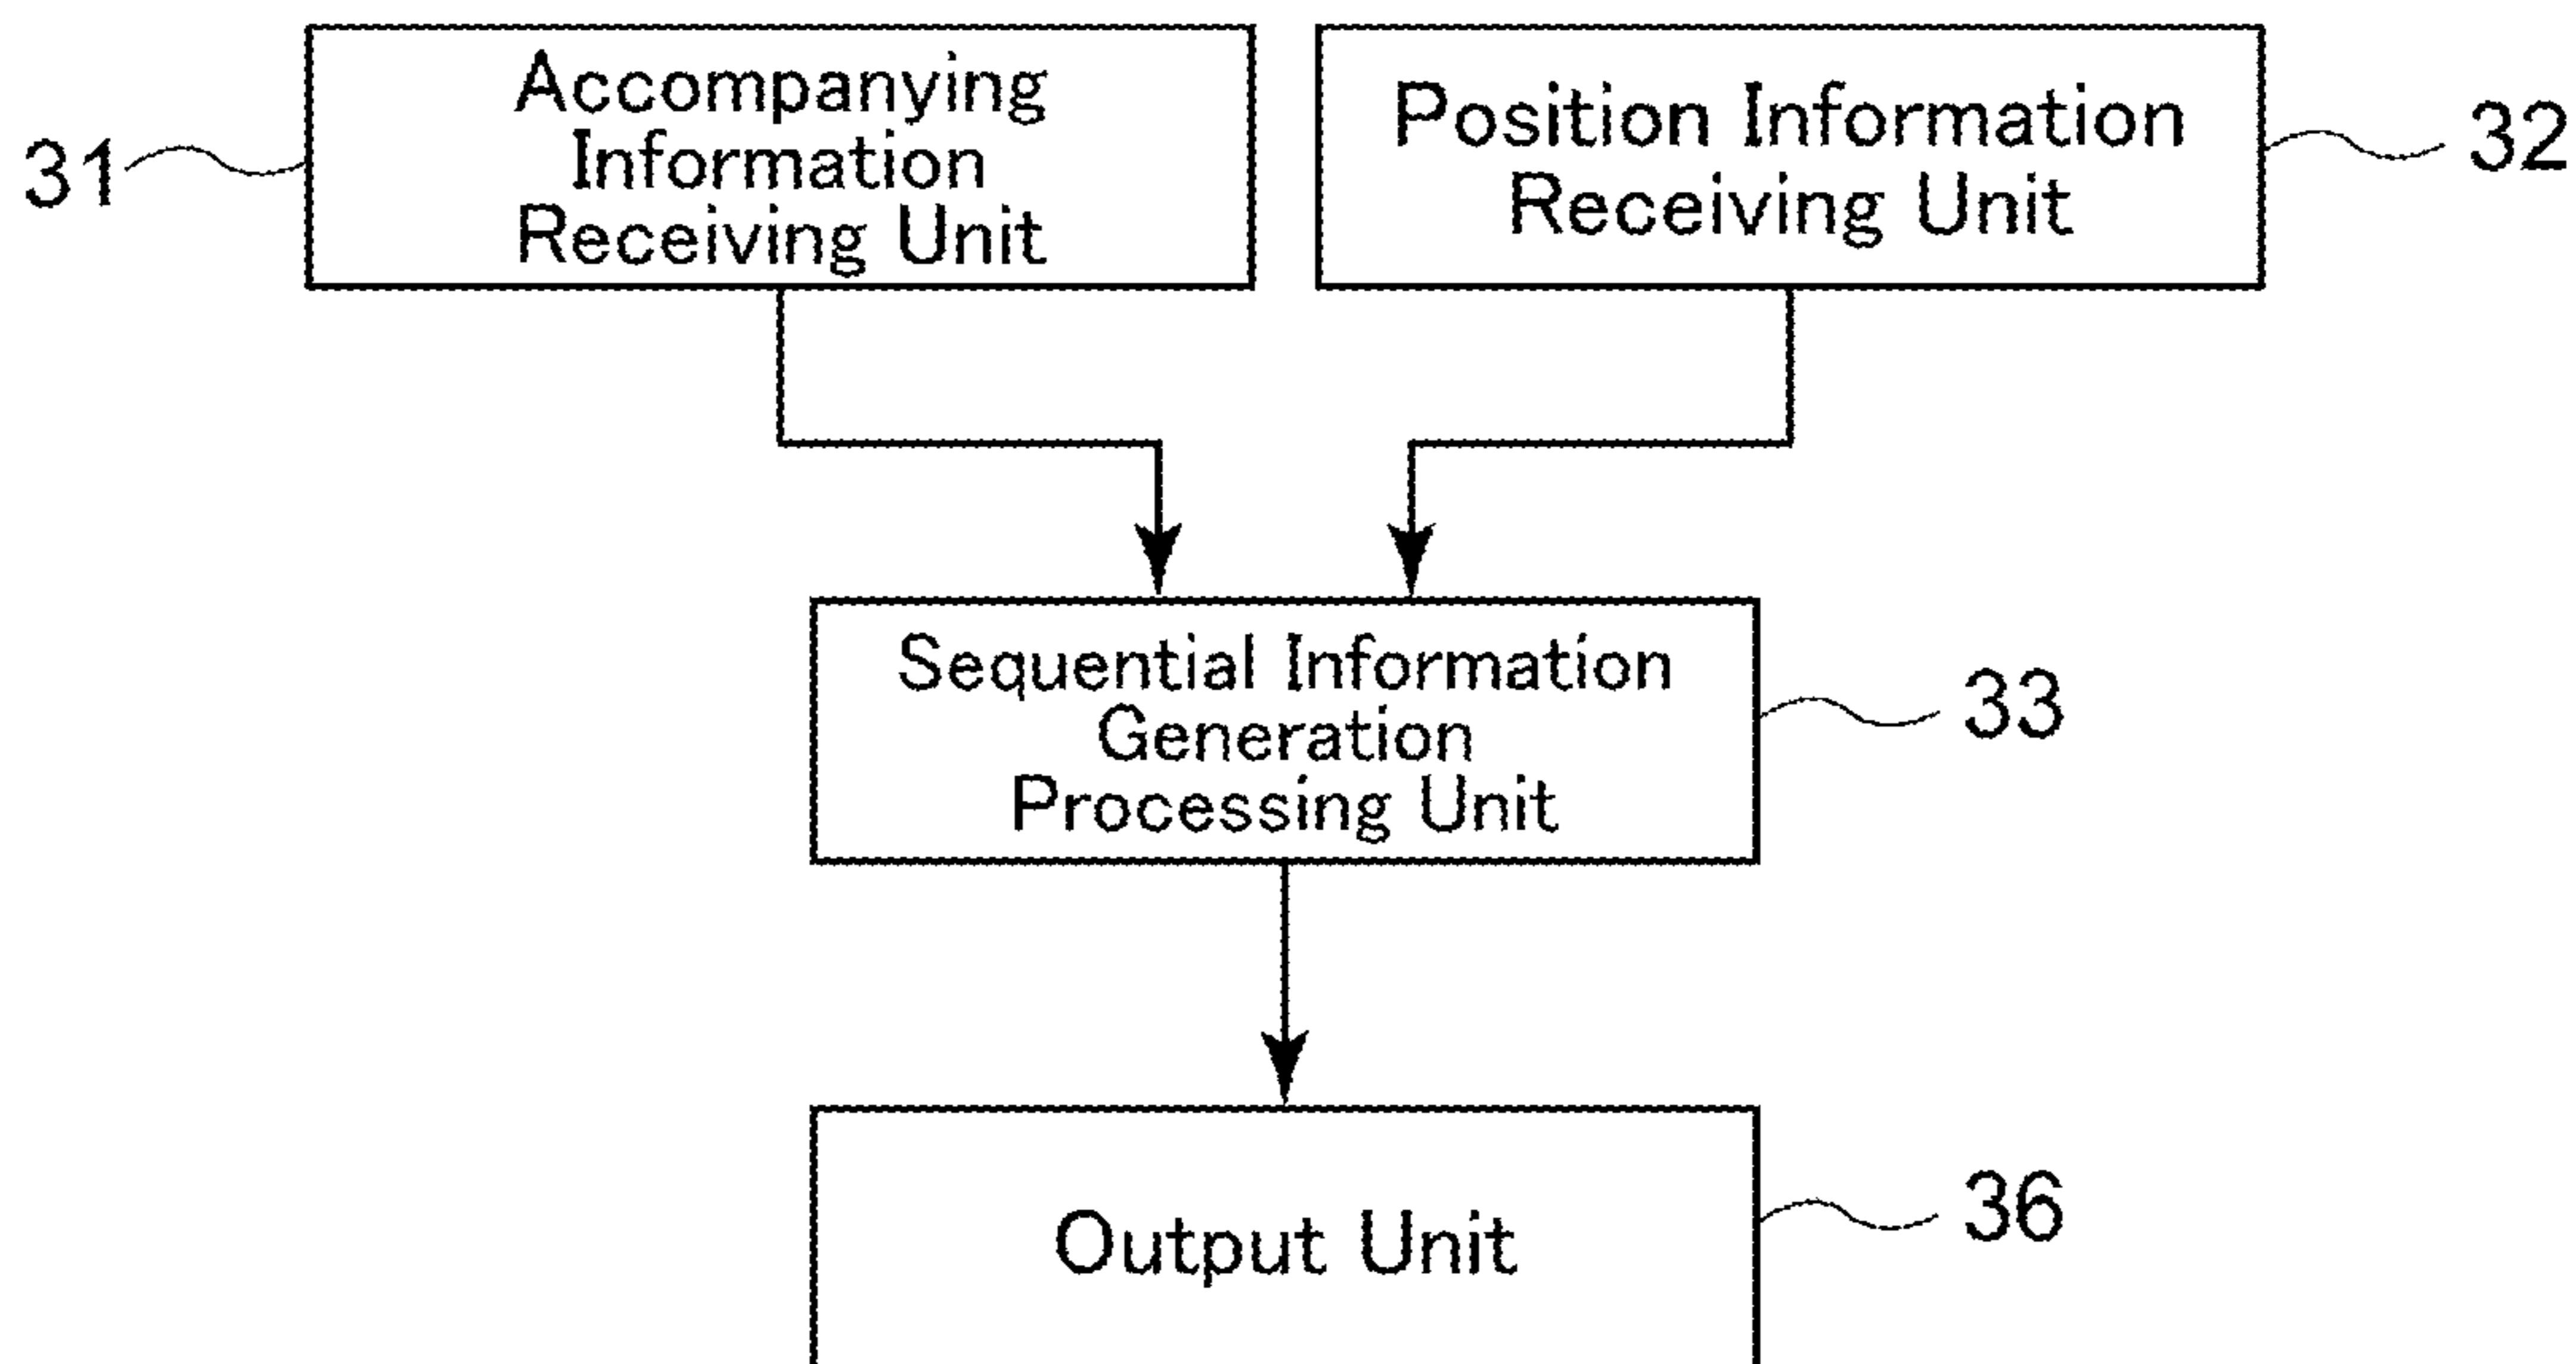 Accompanying
Information
Receiving Unit
31
Position Information
Receiving Unit
32
Sequential Information
Generation
Processing Unit
33
Output Unit
36